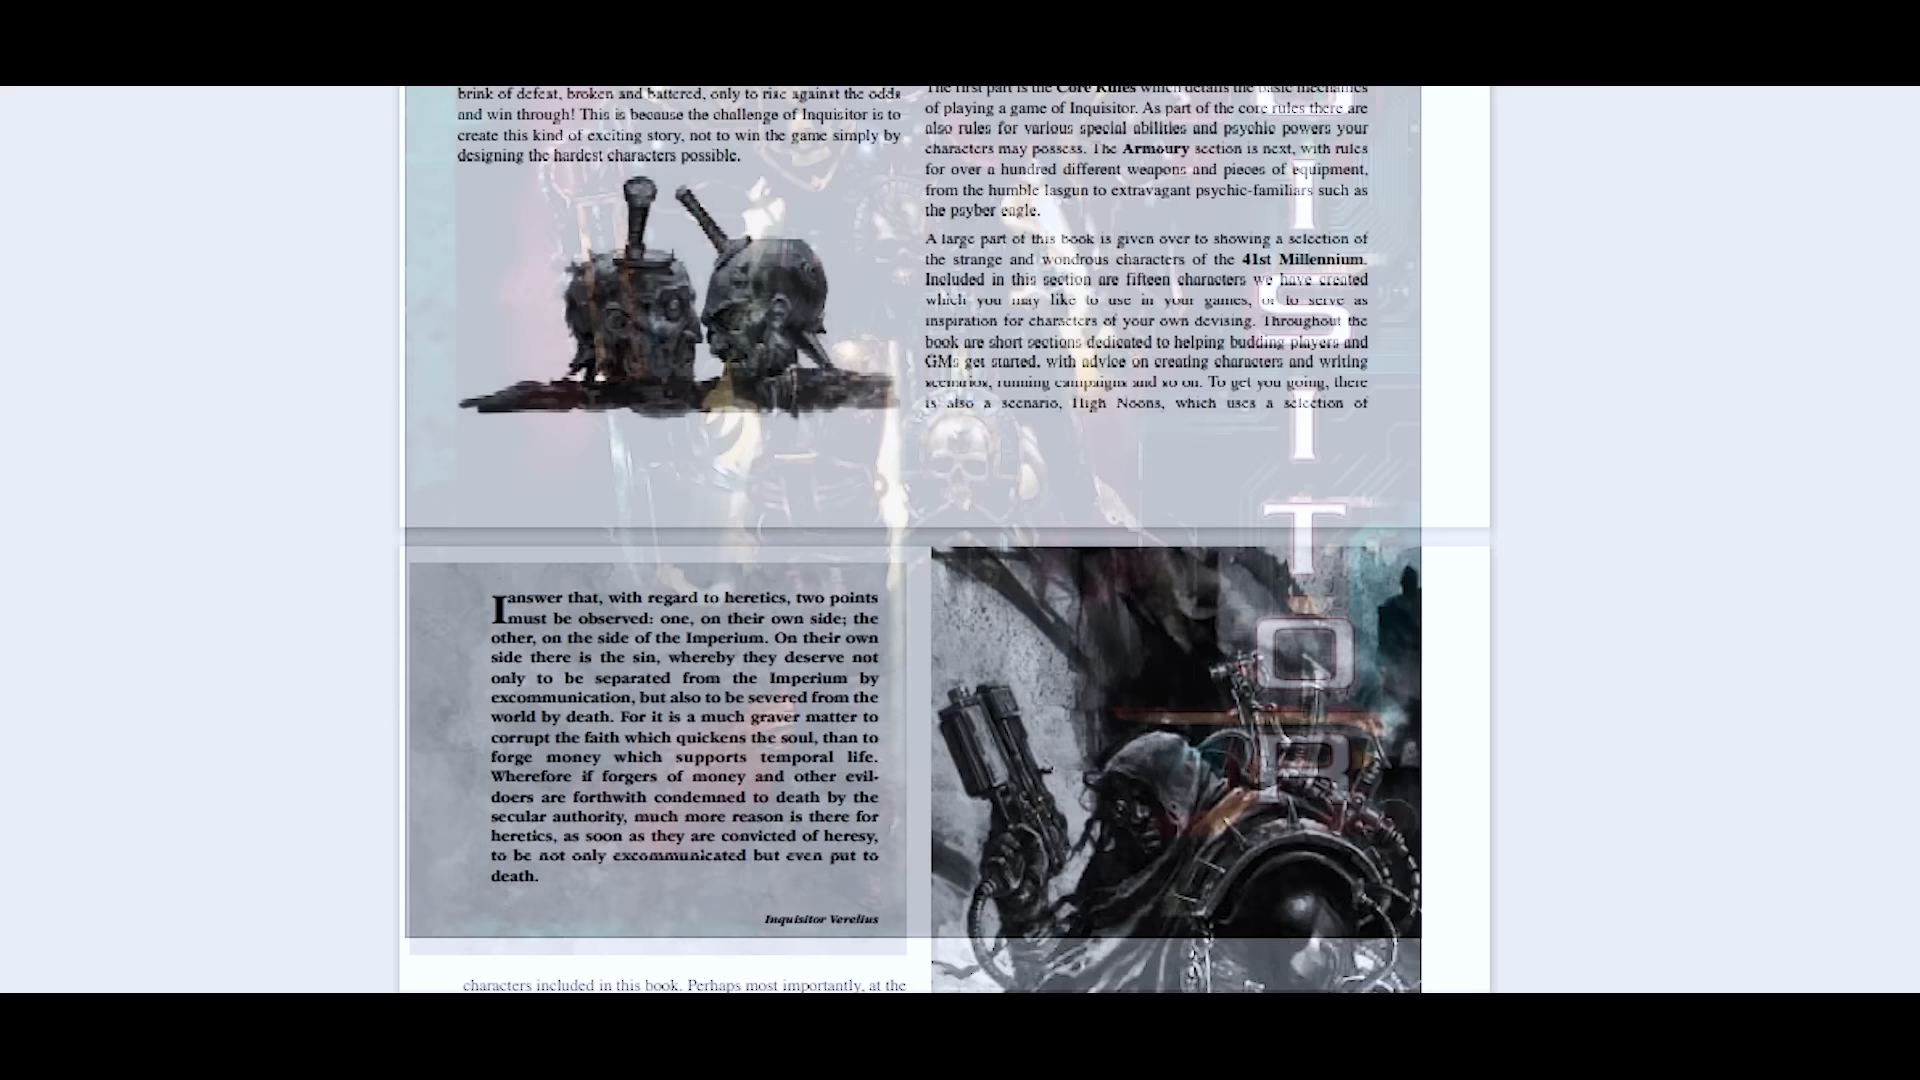 brink of defeat, broken and battered, only to rise against the odds
and win through! This is because the challenge of Inquisitor is to
create this kind of exciting story, not to win the game simply by
designing the hardest characters possible.
The first part is the Core Rules which details the basic mechanics
of playing a game of Inquisitor. As part of the core rules there are
also rules for various special abilities and psychic powers your
characters may possess. The Armoury section is next, with rules
for over a hundred different weapons and pieces of equipment,
from the humble lasgun to extravagant psychic-familiars such as
the psyber eagle.
A large part of this book is given over to showing a selection of
the strange and wondrous characters of the 41st Millennium.
Included in this section are fifteen characters we have created
which you may like to use in your games, or to serve as
inspiration for characters of your own devising. Throughout the
book are short sections dedicated to helping budding players and
GMs get started, with advice on creating characters and writing
scenarios, running campaigns and so on. To get you going, there
is also a scenario, High Noons, which uses a selection of
I answer that, with regard to heretics, two points
must be observed: one, on their own side; the
other, on the side of the Imperium. On their own
side there is the sin, whereby they deserve not
only to be separated from the Imperium by
excommunication, but also to be severed from the
world by death. For it is a much graver matter to
corrupt the faith which quickens the soul, than to
forge money which supports temporal life.
Wherefore if forgers of money and other evil-
doers are forthwith condemned to death by the
secular authority, much more reason is there for
heretics, as soon as they are convicted of heresy,
to be not only excommunicated but even put to
death.
Inquisitor Verelius
characters included in this book. Perhaps most importantly, at the
ISITOR